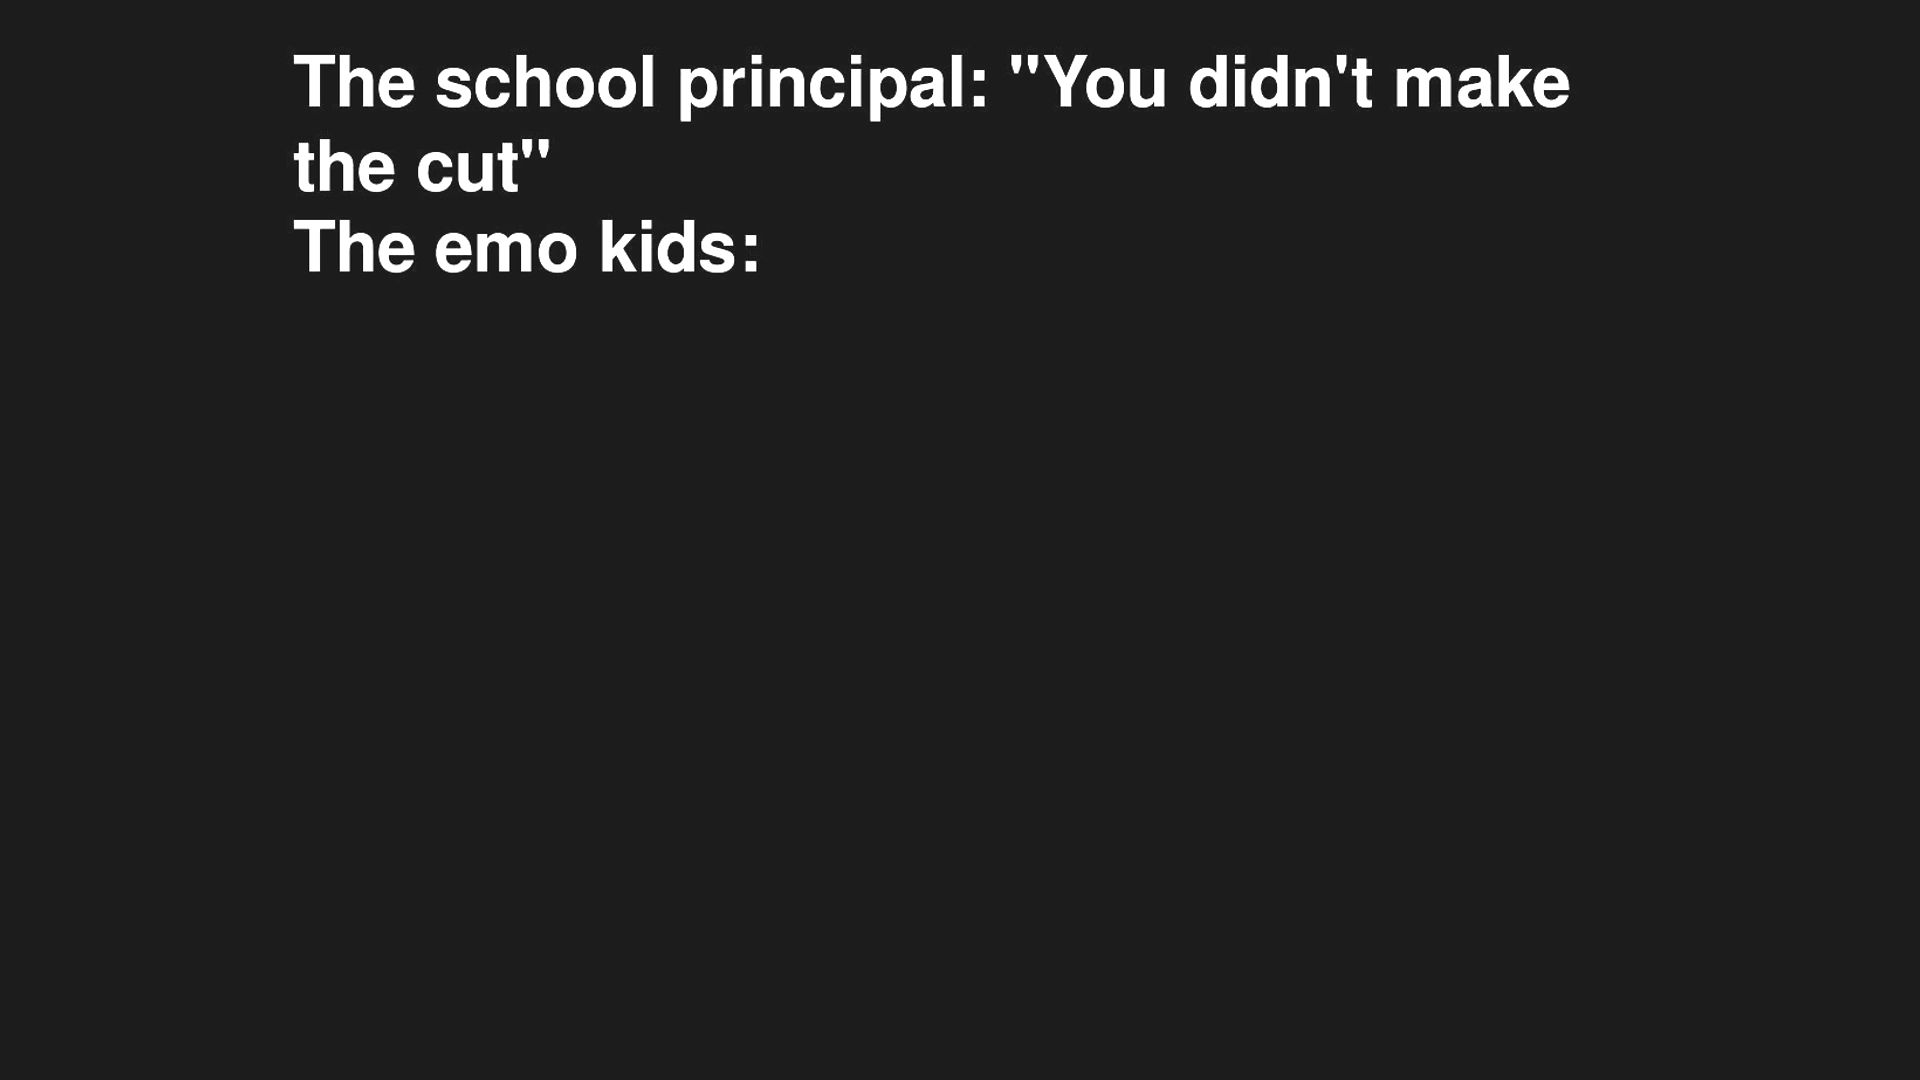 The school principal: "You didn't make
the cut"
The emo kids: